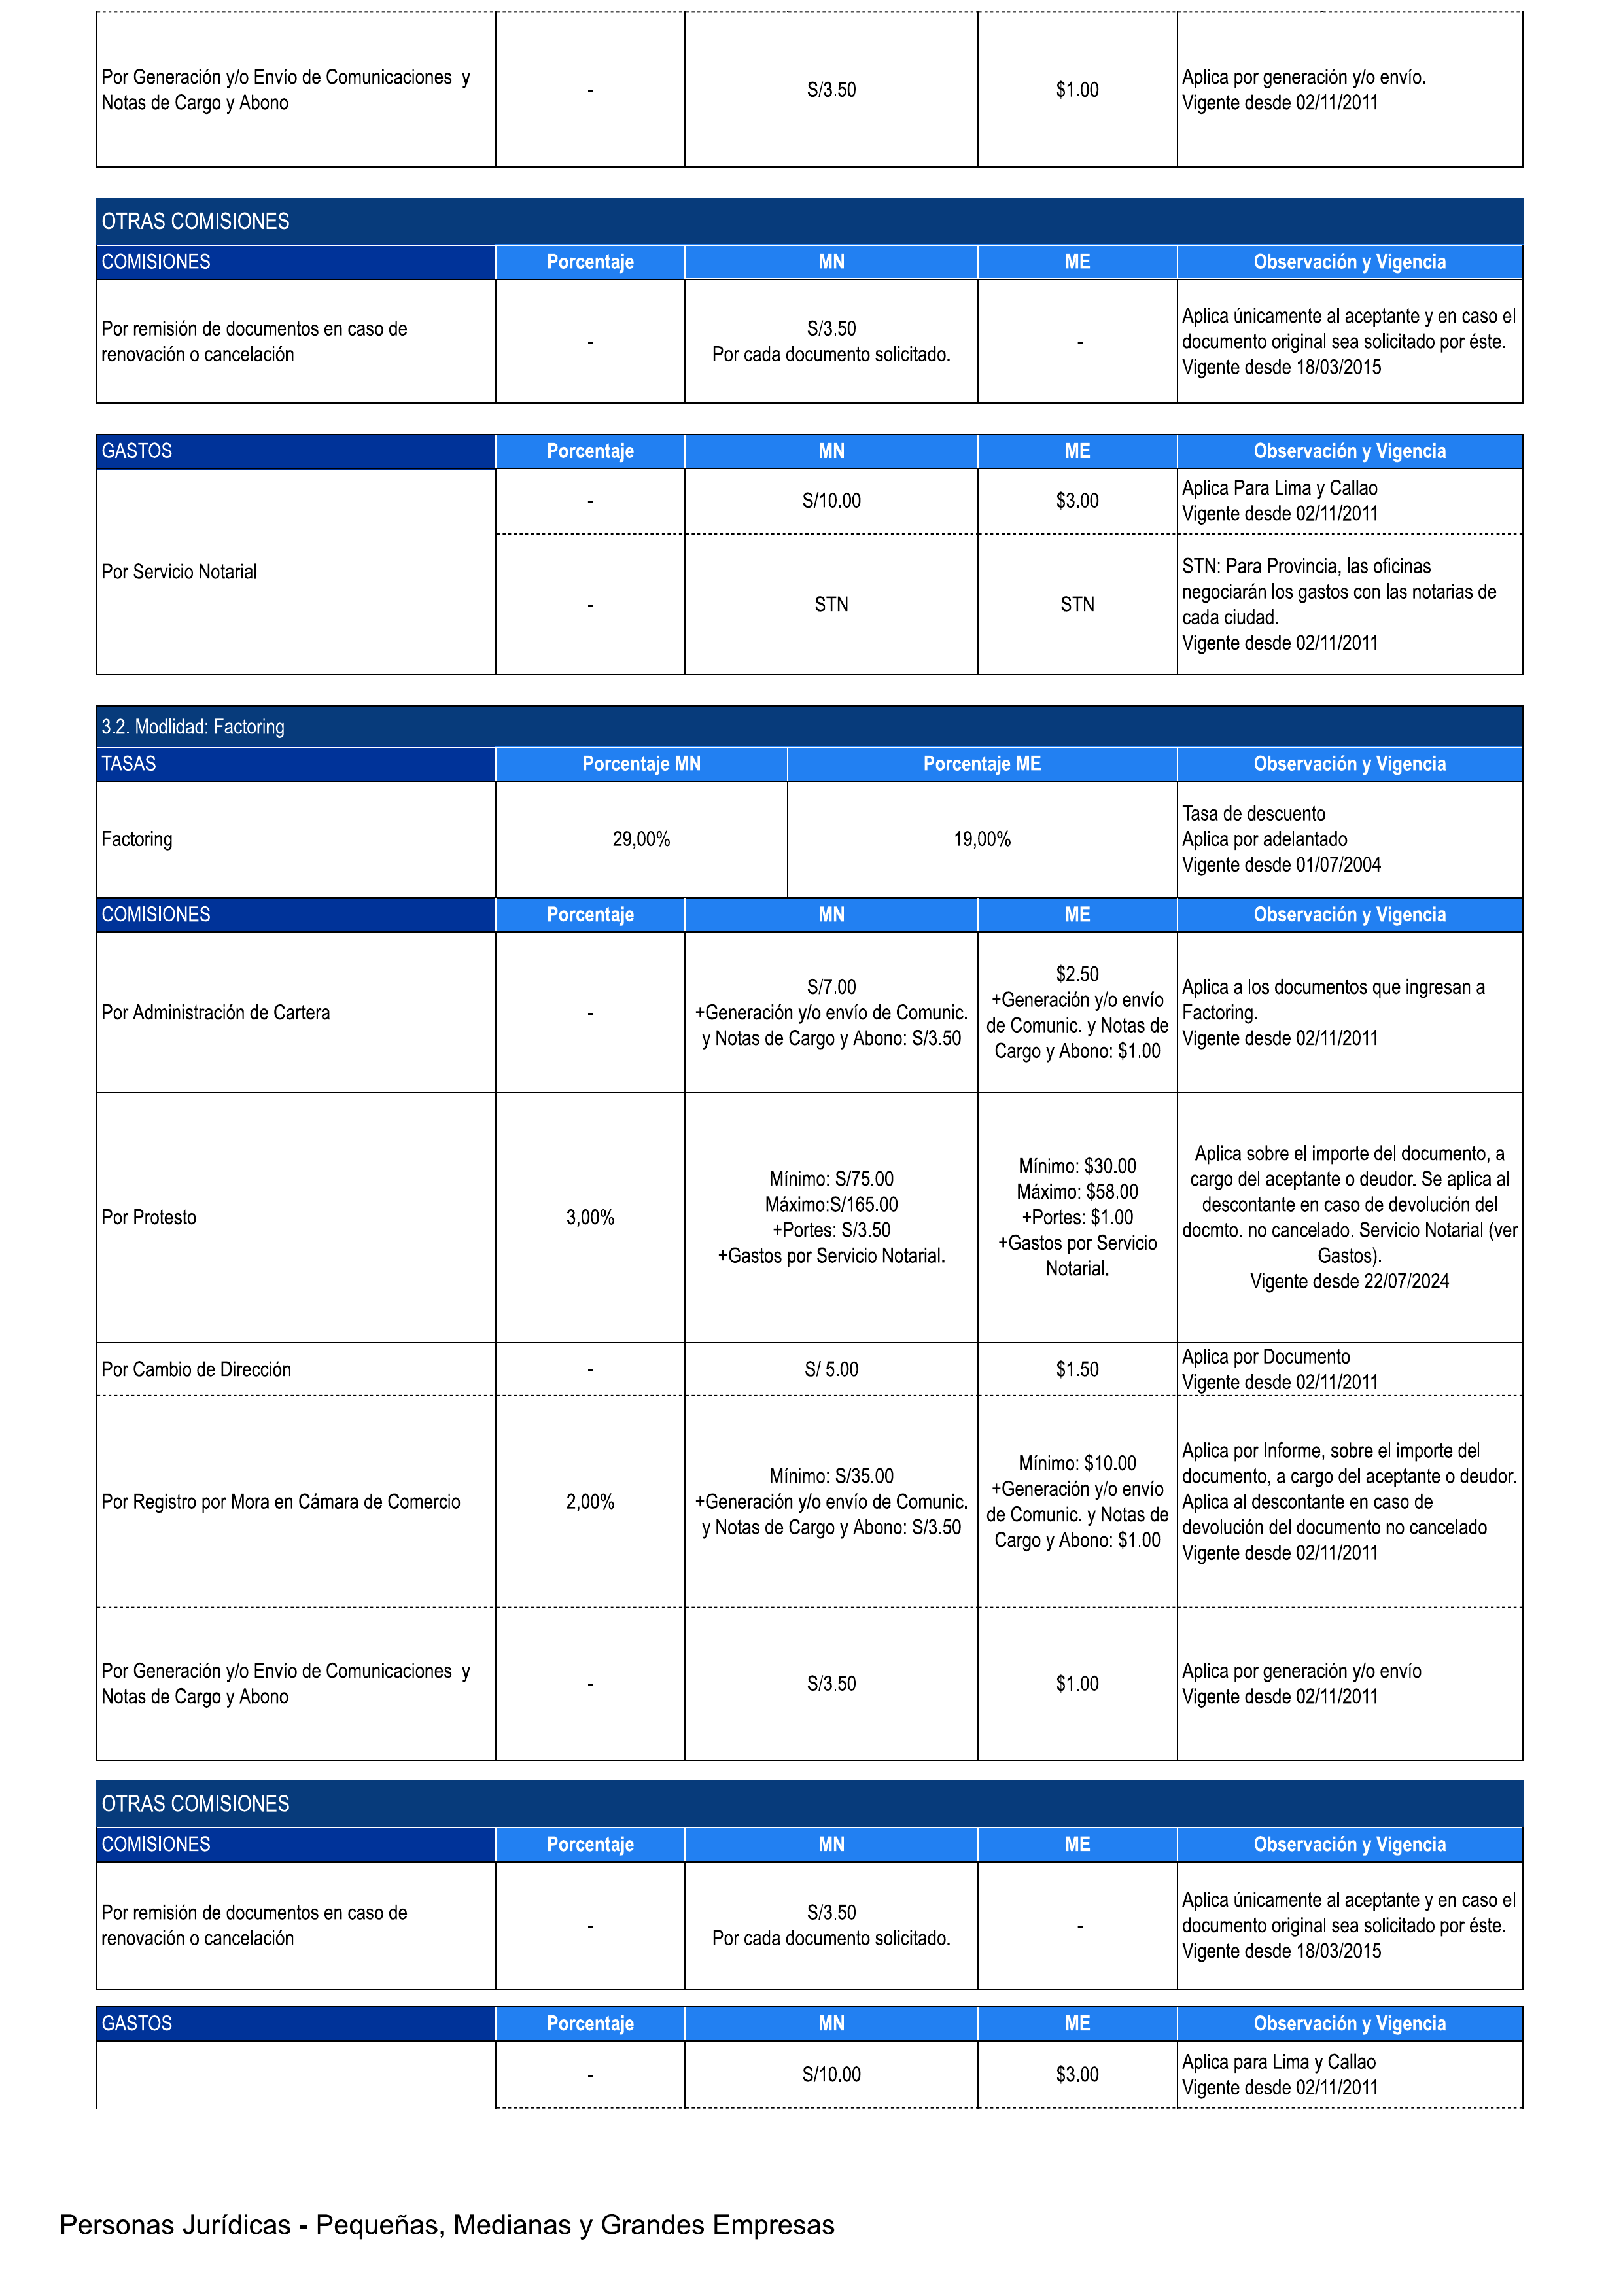 Por Generación y/o Envío de Comunicaciones y
Notas de Cargo y Abono
-
S/3.50
$1.00
Aplica por generación y/o envío.
Vigente desde 02/11/2011
OTRAS COMISIONES
COMISIONES
Porcentaje
MN
ME
Observación y Vigencia
Por remisión de documentos en caso de
renovación o cancelación
-
S/3.50
Por cada documento solicitado.
-
Aplica únicamente al aceptante y en caso el
documento original sea solicitado por éste.
Vigente desde 18/03/2015
GASTOS
Porcentaje
MN
ME
Observación y Vigencia
Por Servicio Notarial
-
S/10.00
$3.00
Aplica Para Lima y Callao
Vigente desde 02/11/2011
-
STN
STN
STN: Para Provincia, las oficinas
negociarán los gastos con las notarias de
cada ciudad.
Vigente desde 02/11/2011
3.2. Modlidad: Factoring
TASAS
Porcentaje MN
Porcentaje ME
Observación y Vigencia
Factoring
29,00%
19,00%
Tasa de descuento
Aplica por adelantado
Vigente desde 01/07/2004
COMISIONES
Porcentaje
MN
ME
Observación y Vigencia
Por Administración de Cartera
-
S/7.00
+Generación y/o envío de Comunic.
y Notas de Cargo y Abono: S/3.50
$2.50
+Generación y/o envío
de Comunic. y Notas de
Cargo y Abono: $1.00
Aplica a los documentos que ingresan a
Factoring.
Vigente desde 02/11/2011
Por Protesto
3,00%
Mínimo: S/75.00
Máximo:S/165.00
+Portes: S/3.50
+Gastos por Servicio Notarial.
Mínimo: $30.00
Máximo: $58.00
+Portes: $1.00
+Gastos por Servicio
Notarial.
Aplica sobre el importe del documento, a
cargo del aceptante o deudor. Se aplica al
descontante en caso de devolución del
docmto. no cancelado. Servicio Notarial (ver
Gastos).
Vigente desde 22/07/2024
Por Cambio de Dirección
-
S/ 5.00
$1.50
Aplica por Documento
Vigente desde 02/11/2011
Por Registro por Mora en Cámara de Comercio
2,00%
Mínimo: S/35.00
+Generación y/o envío de Comunic.
y Notas de Cargo y Abono: S/3.50
Mínimo: $10.00
+Generación y/o envío
de Comunic. y Notas de
Cargo y Abono: $1.00
Aplica por Informe, sobre el importe del
documento, a cargo del aceptante o deudor.
Aplica al descontante en caso de
devolución del documento no cancelado
Vigente desde 02/11/2011
Por Generación y/o Envío de Comunicaciones y
Notas de Cargo y Abono
-
S/3.50
$1.00
Aplica por generación y/o envío
Vigente desde 02/11/2011
OTRAS COMISIONES
COMISIONES
Porcentaje
MN
ME
Observación y Vigencia
Por remisión de documentos en caso de
renovación o cancelación
-
S/3.50
Por cada documento solicitado.
-
Aplica únicamente al aceptante y en caso el
documento original sea solicitado por éste.
Vigente desde 18/03/2015
GASTOS
Porcentaje
MN
ME
Observación y Vigencia
-
S/10.00
$3.00
Aplica para Lima y Callao
Vigente desde 02/11/2011
Personas Jurídicas - Pequeñas, Medianas y Grandes Empresas